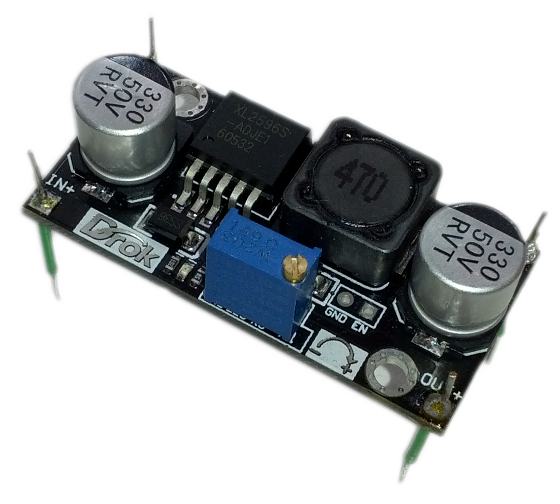 330
50V
RVT
XL2596S
-ADJE1
60532
470
330
50V
RVT
IN+
Drok
GND EN
OUT+